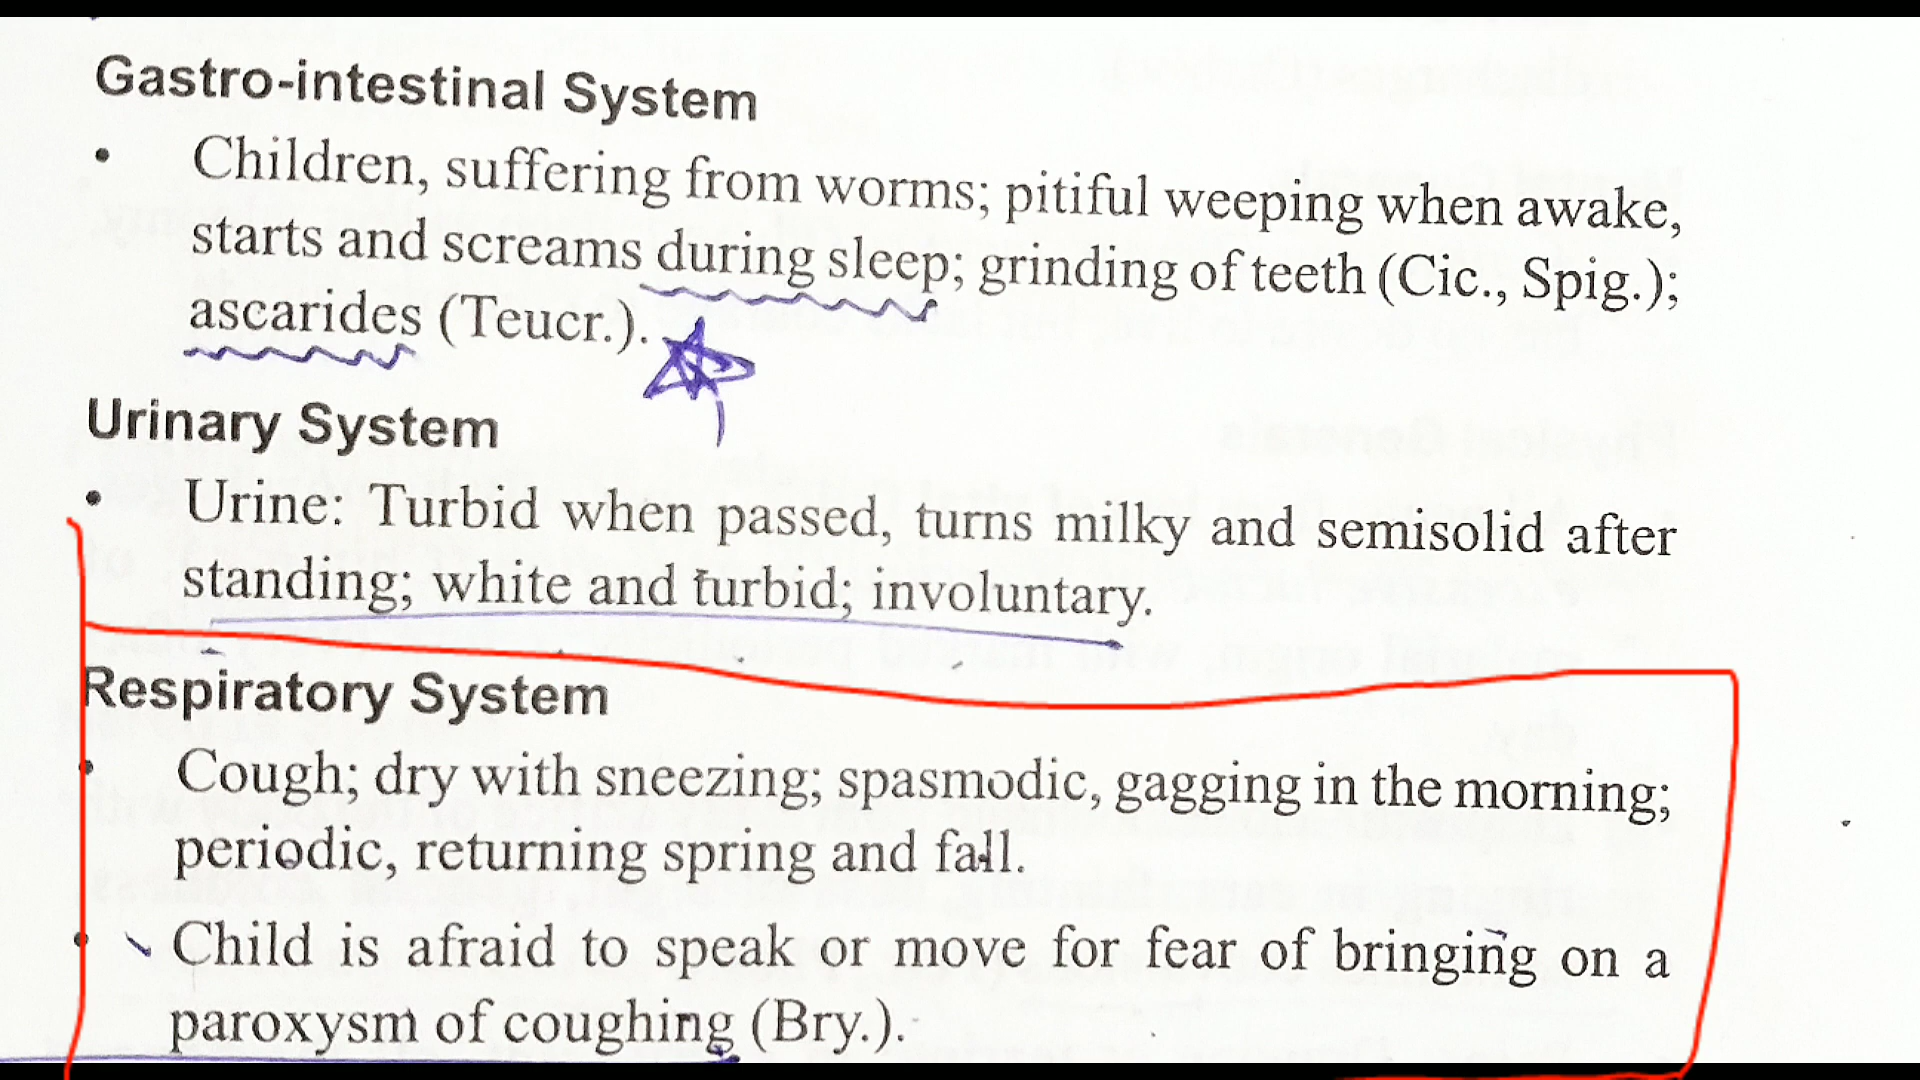 Gastro-intestinal System
• Children, suffering from worms; pitiful weeping when awake,
starts and screams during sleep; grinding of teeth (Cic., Spig.);
ascarides (Teucr.).
Urinary System
• Urine: Turbid when passed, turns milky and semisolid after
standing; white and turbid; involuntary.
Respiratory System
• Cough; dry with sneezing; spasmodic, gagging in the morning;
periodic, returning spring and fall.
• Child is afraid to speak or move for fear of bringing on a
paroxysm of coughing (Bry.).